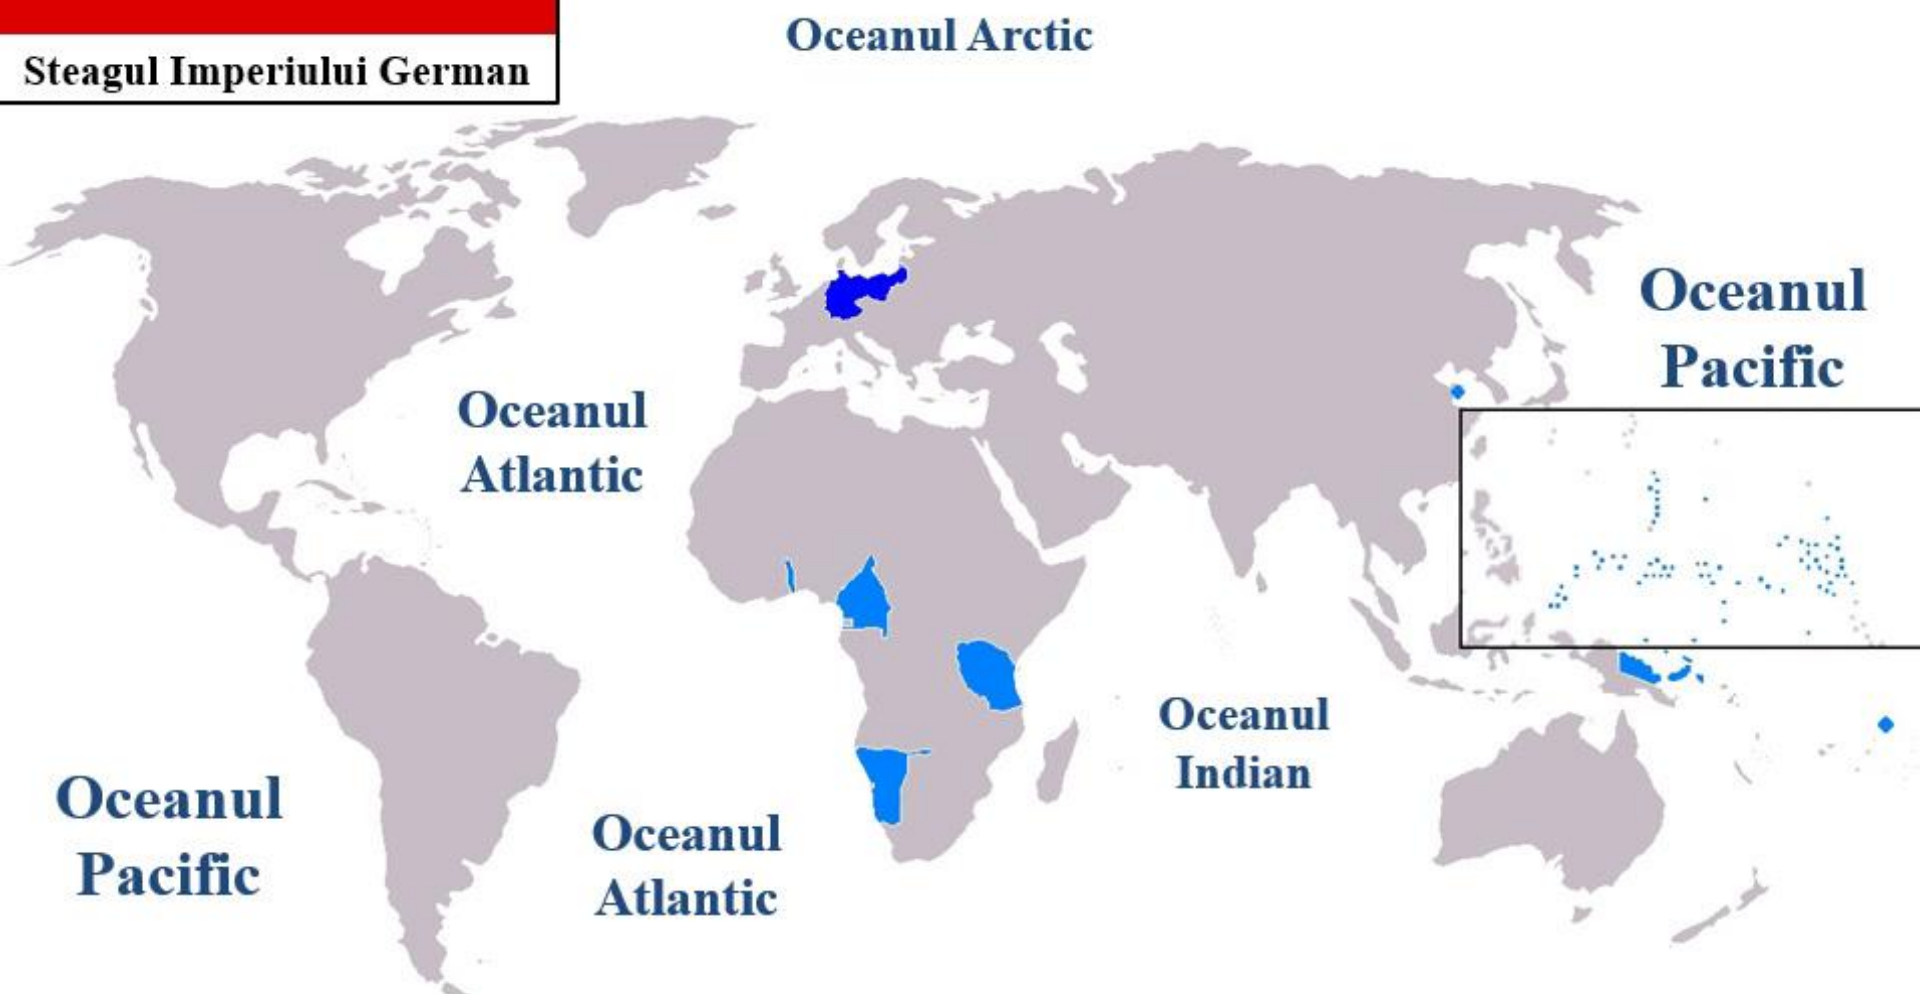 Steagul Imperiului German
Oceanul Arctic
Oceanul
Pacific
Oceanul
Atlantic
Oceanul
Indian
Oceanul
Pacific
Oceanul
Atlantic